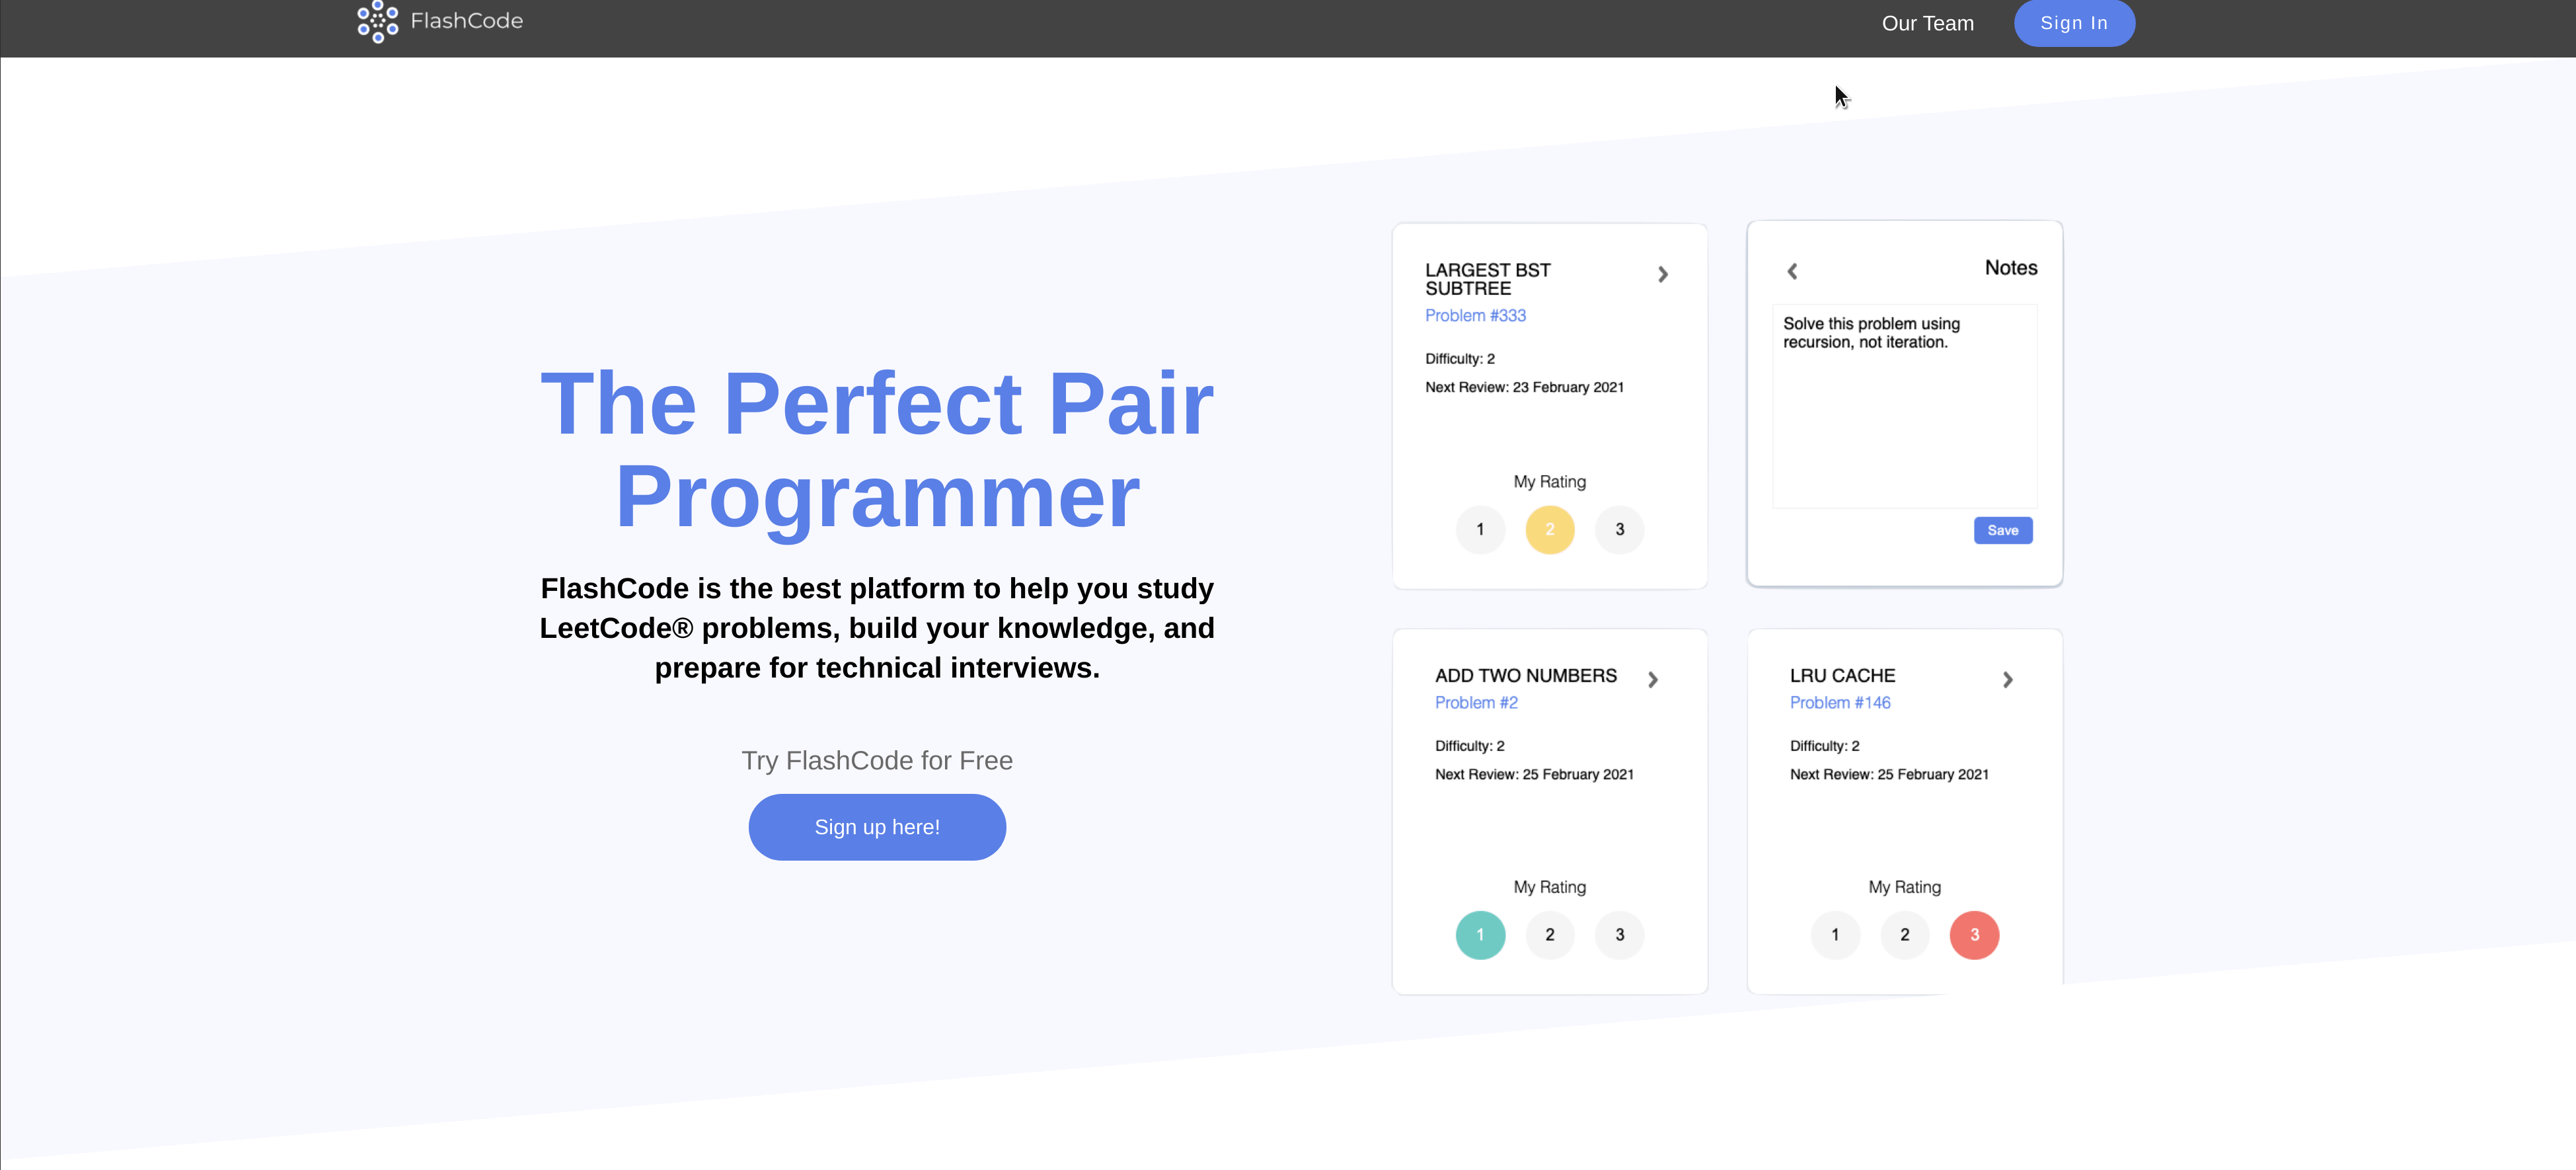 FlashCode
Our Team
Sign In
The Perfect Pair
Programmer
FlashCode is the best platform to help you study
LeetCode® problems, build your knowledge, and
prepare for technical interviews.
Try FlashCode for Free
Sign up here!
LARGEST BST
SUBTREE
Problem #333
Difficulty: 2
Next Review: 23 February 2021
My Rating
1 2 3
Notes
Solve this problem using
recursion, not iteration.
Save
ADD TWO NUMBERS
Problem #2
Difficulty: 2
Next Review: 25 February 2021
My Rating
1 2 3
LRU CACHE
Problem #146
Difficulty: 2
Next Review: 25 February 2021
My Rating
1 2 3